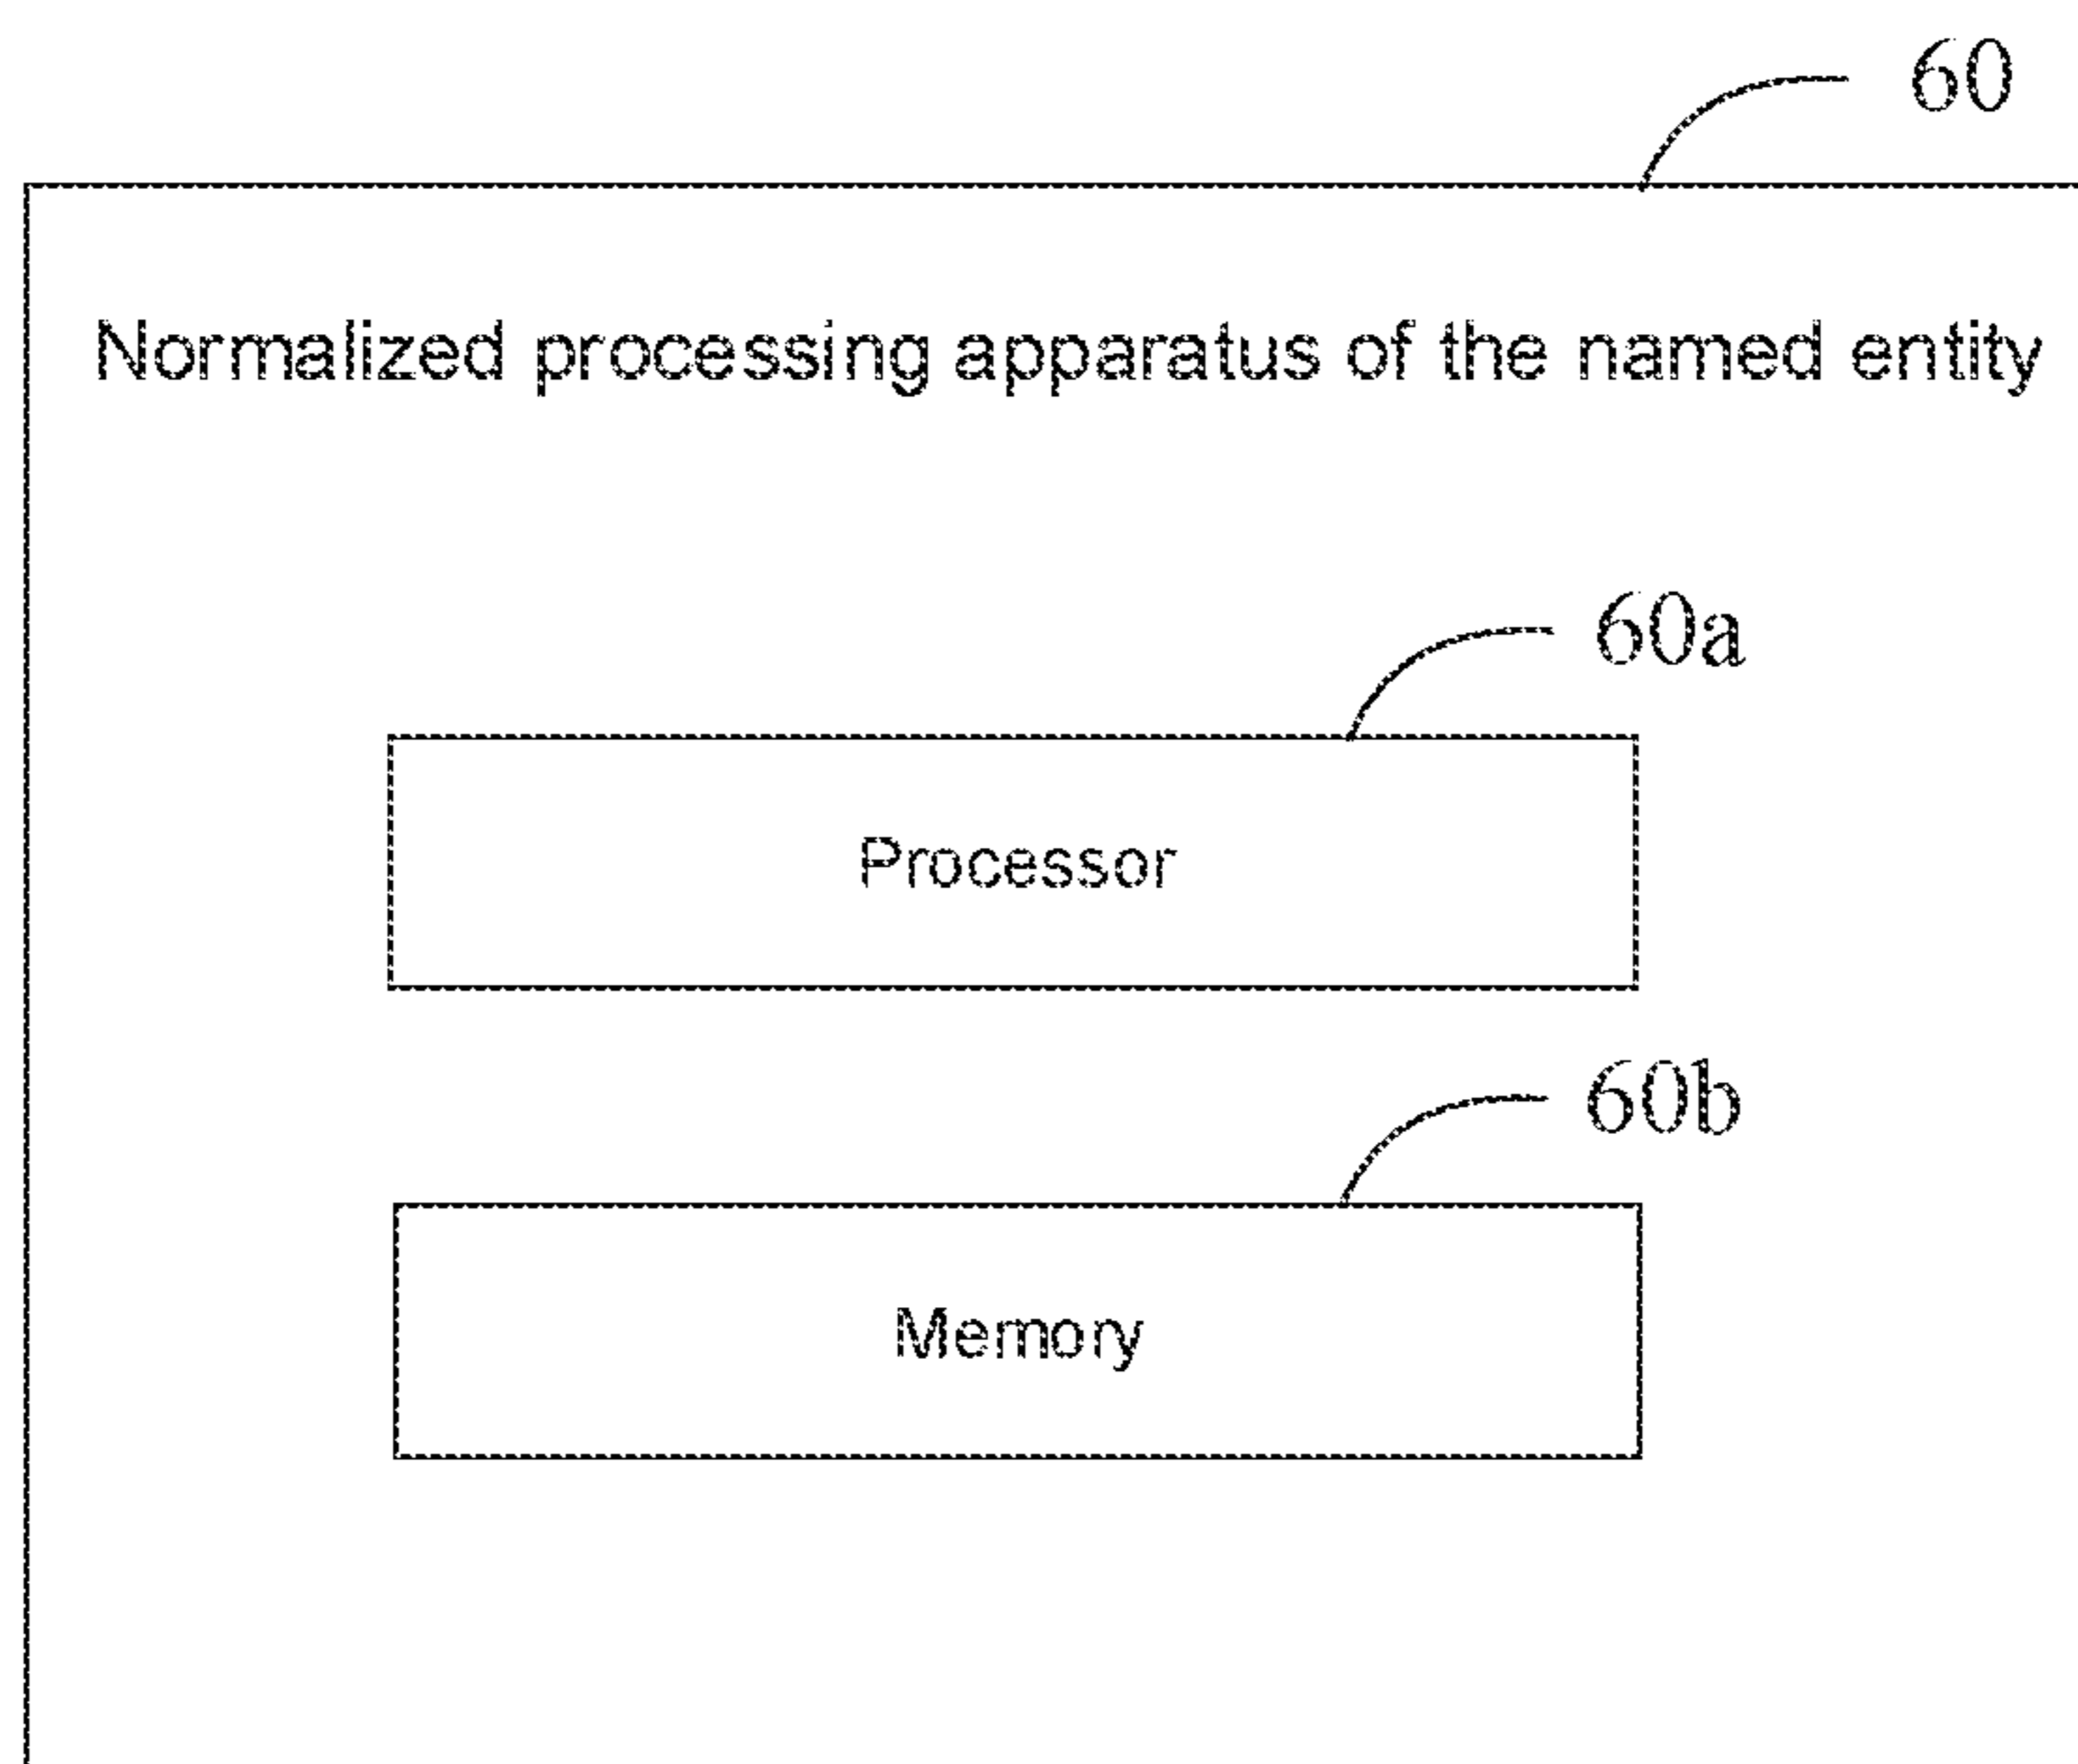 60
Normalized processing apparatus of the named entity
60a
Processor
60b
Memory